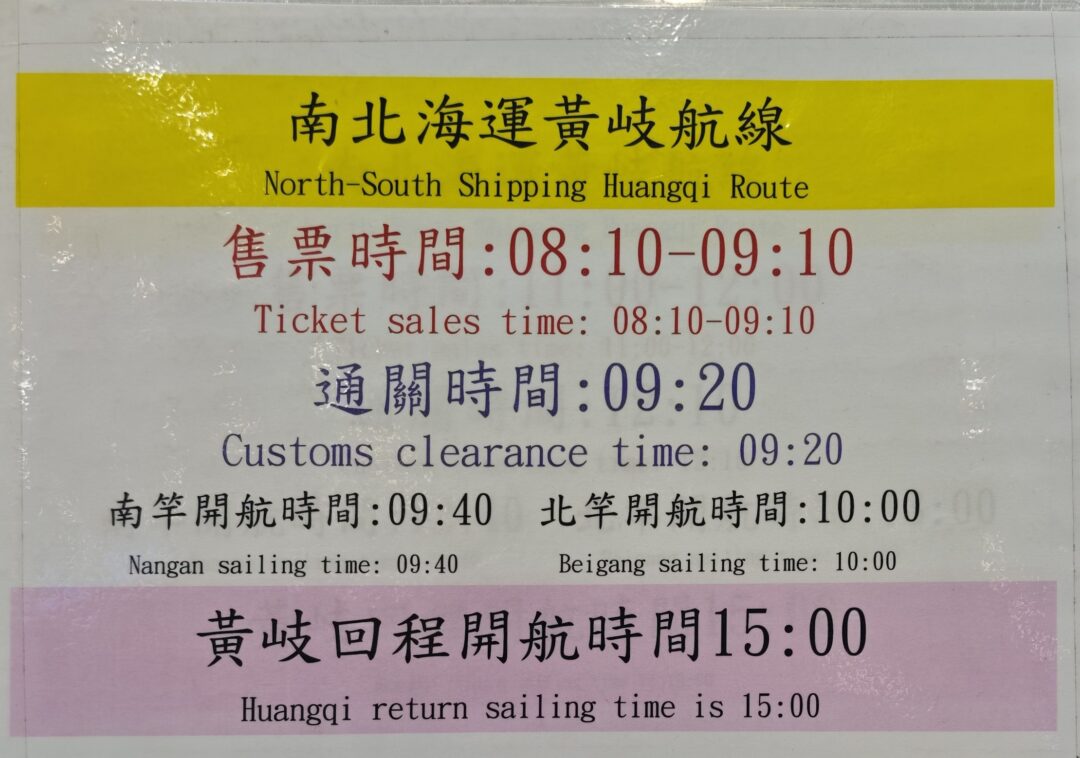 南北海運黃岐航線
North-South Shipping Huangqi Route
售票時間:08:10-09:10
Ticket sales time: 08:10-09:10
通關時間:09:20
Customs clearance time: 09:20
南竿開航時間:09:40 北竿開航時間:10:00
Nangan sailing time: 09:40 Beigang sailing time: 10:00
黃岐回程開航時間15:00
Huangqi return sailing time is 15:00